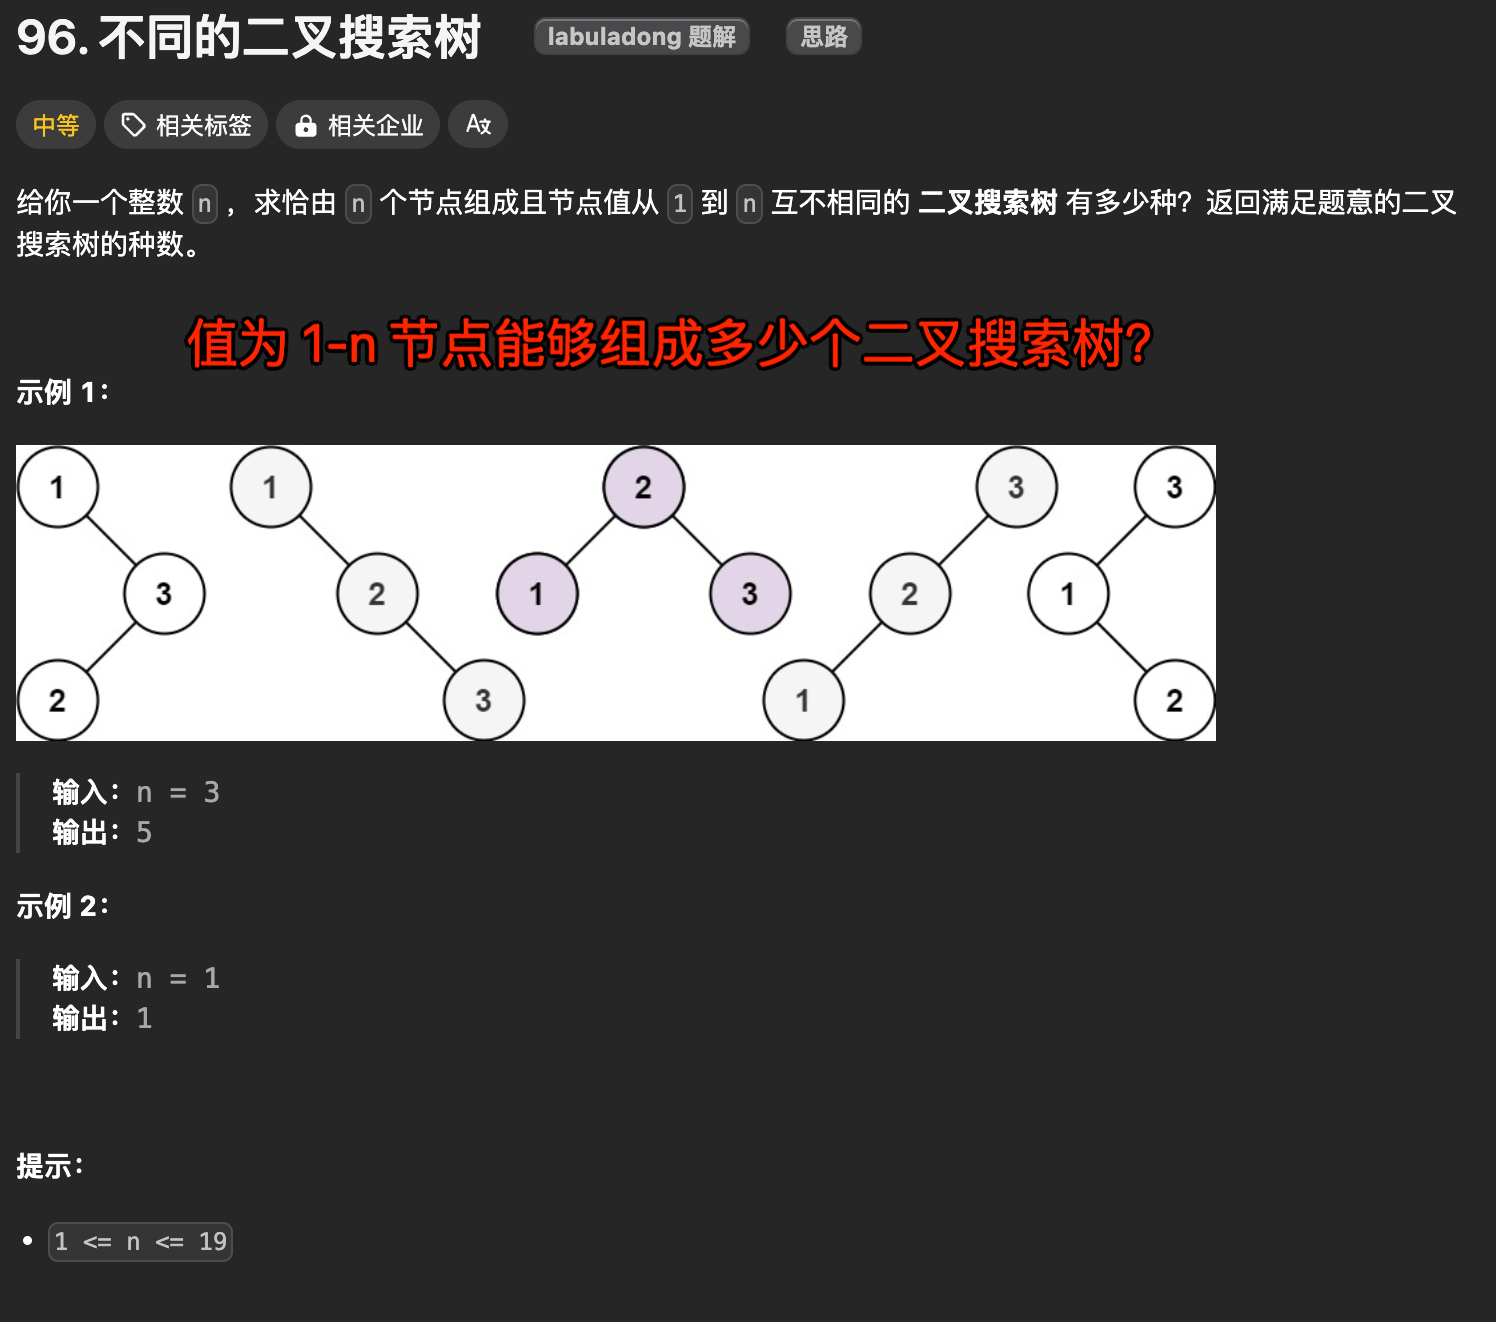 96. 不同的二叉搜索树 labuladong 题解 思路
中等 相关标签 相关企业 A文
给你一个整数 n ，求恰由 n 个节点组成且节点值从 1 到 n 互不相同的 二叉搜索树 有多少种？返回满足题意的二叉
搜索树的种数。
值为 1-n 节点能够组成多少个二叉搜索树?
示例 1：
1 1 2 3 3
3 2 1 3 2 1
2 3 1 2
输入：n = 3
输出：5
示例 2：
输入：n = 1
输出：1
提示：
• 1 <= n <= 19